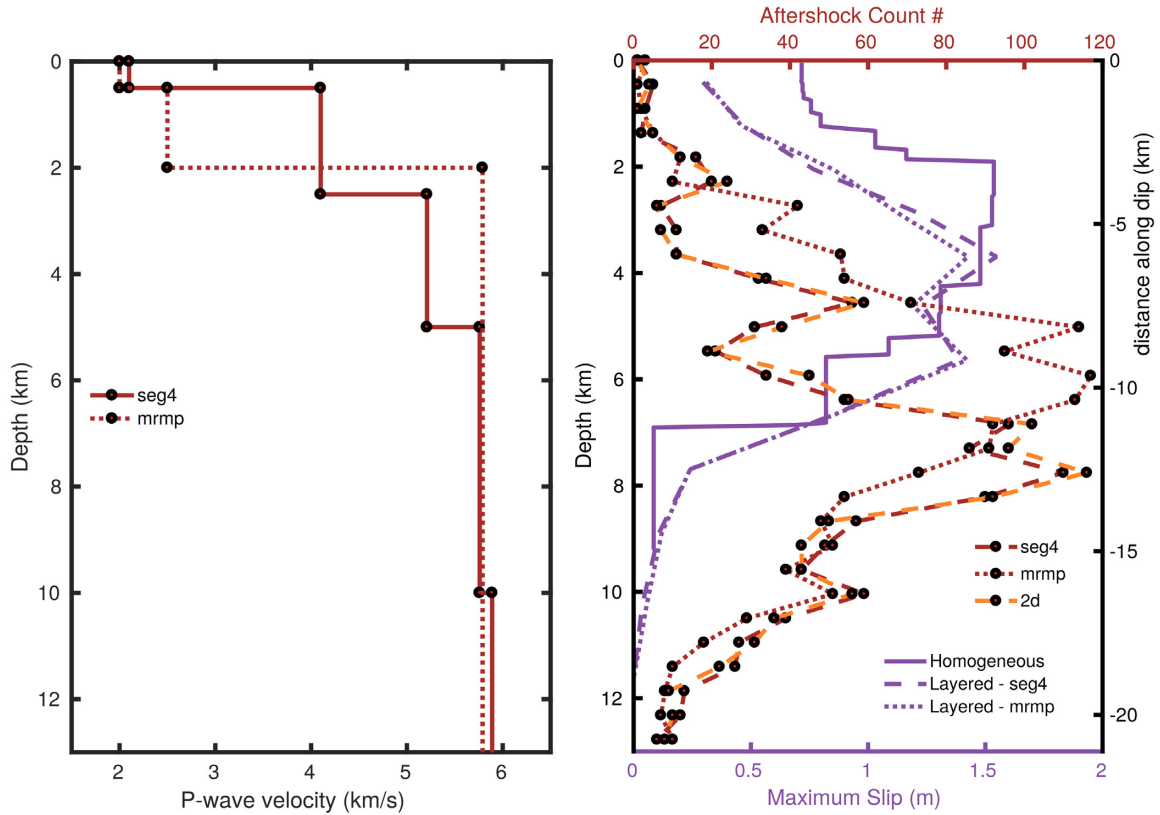 0
2
4
6
8
10
12
Depth (km)
seg4
mrmp
2 3 4 5 6
P-wave velocity (km/s)
Aftershock Count #
0 20 40 60 80 100 120
0
2
4
6
8
10
12
Depth (km)
0
-5
-10
-15
-20
distance along dip (km)
seg4
mrmp
2d
Homogeneous
Layered - seg4
Layered - mrmp
0 0.5 1 1.5 2
Maximum Slip (m)